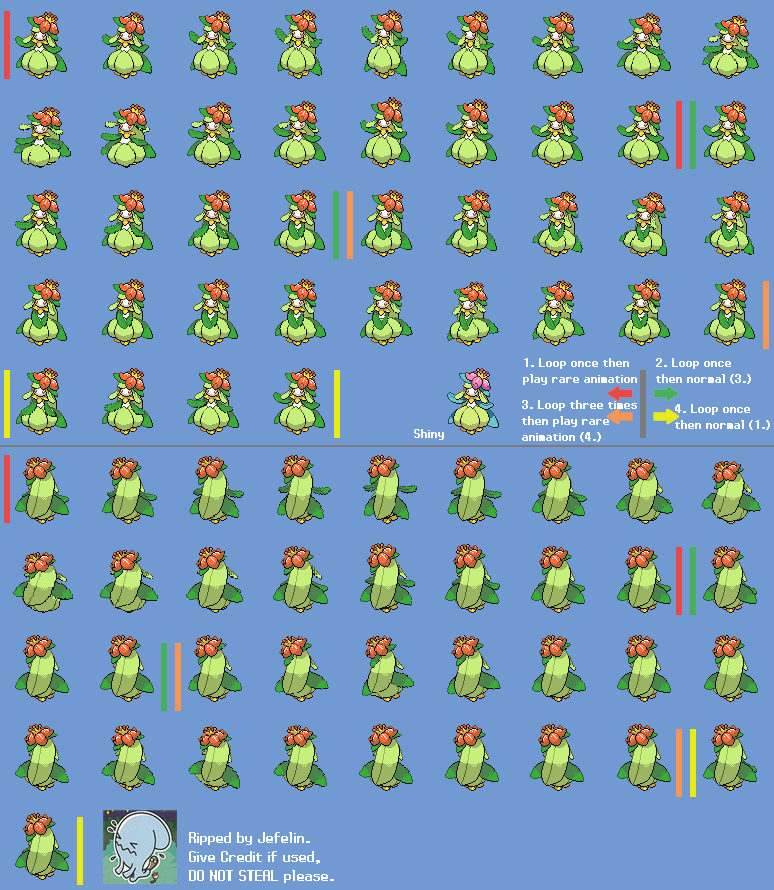 1. Loop once then
play rare animation
2. Loop once
then normal (3.)
3. Loop three times
then play rare
animation (4.)
4. Loop once
then normal (1.)
Shiny
Ripped by Jefelin.
Give Credit if used,
DO NOT STEAL please.